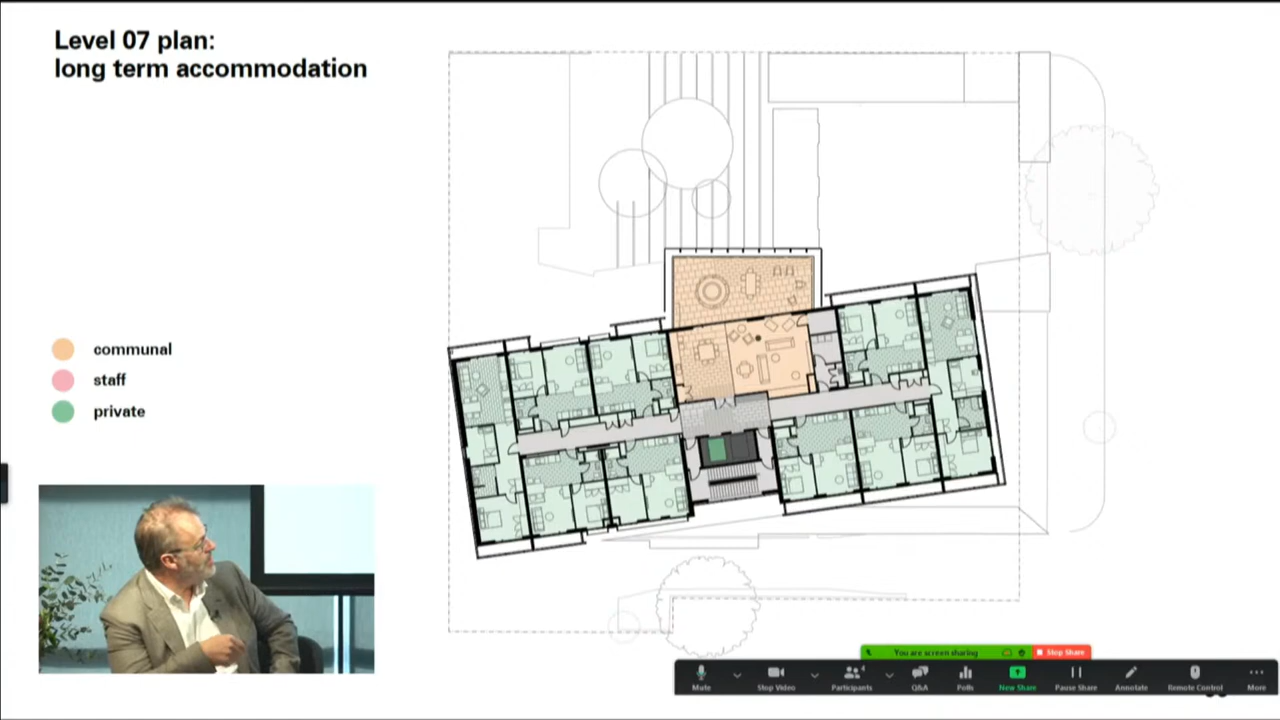 Level 07 plan:
long term accommodation
communal
staff
private
You are screen sharing
Stop Share
4
Mute
Stop Video
Participants
Q&A
Polls
New Share
Pause Share
Annotate
Remote Control
More